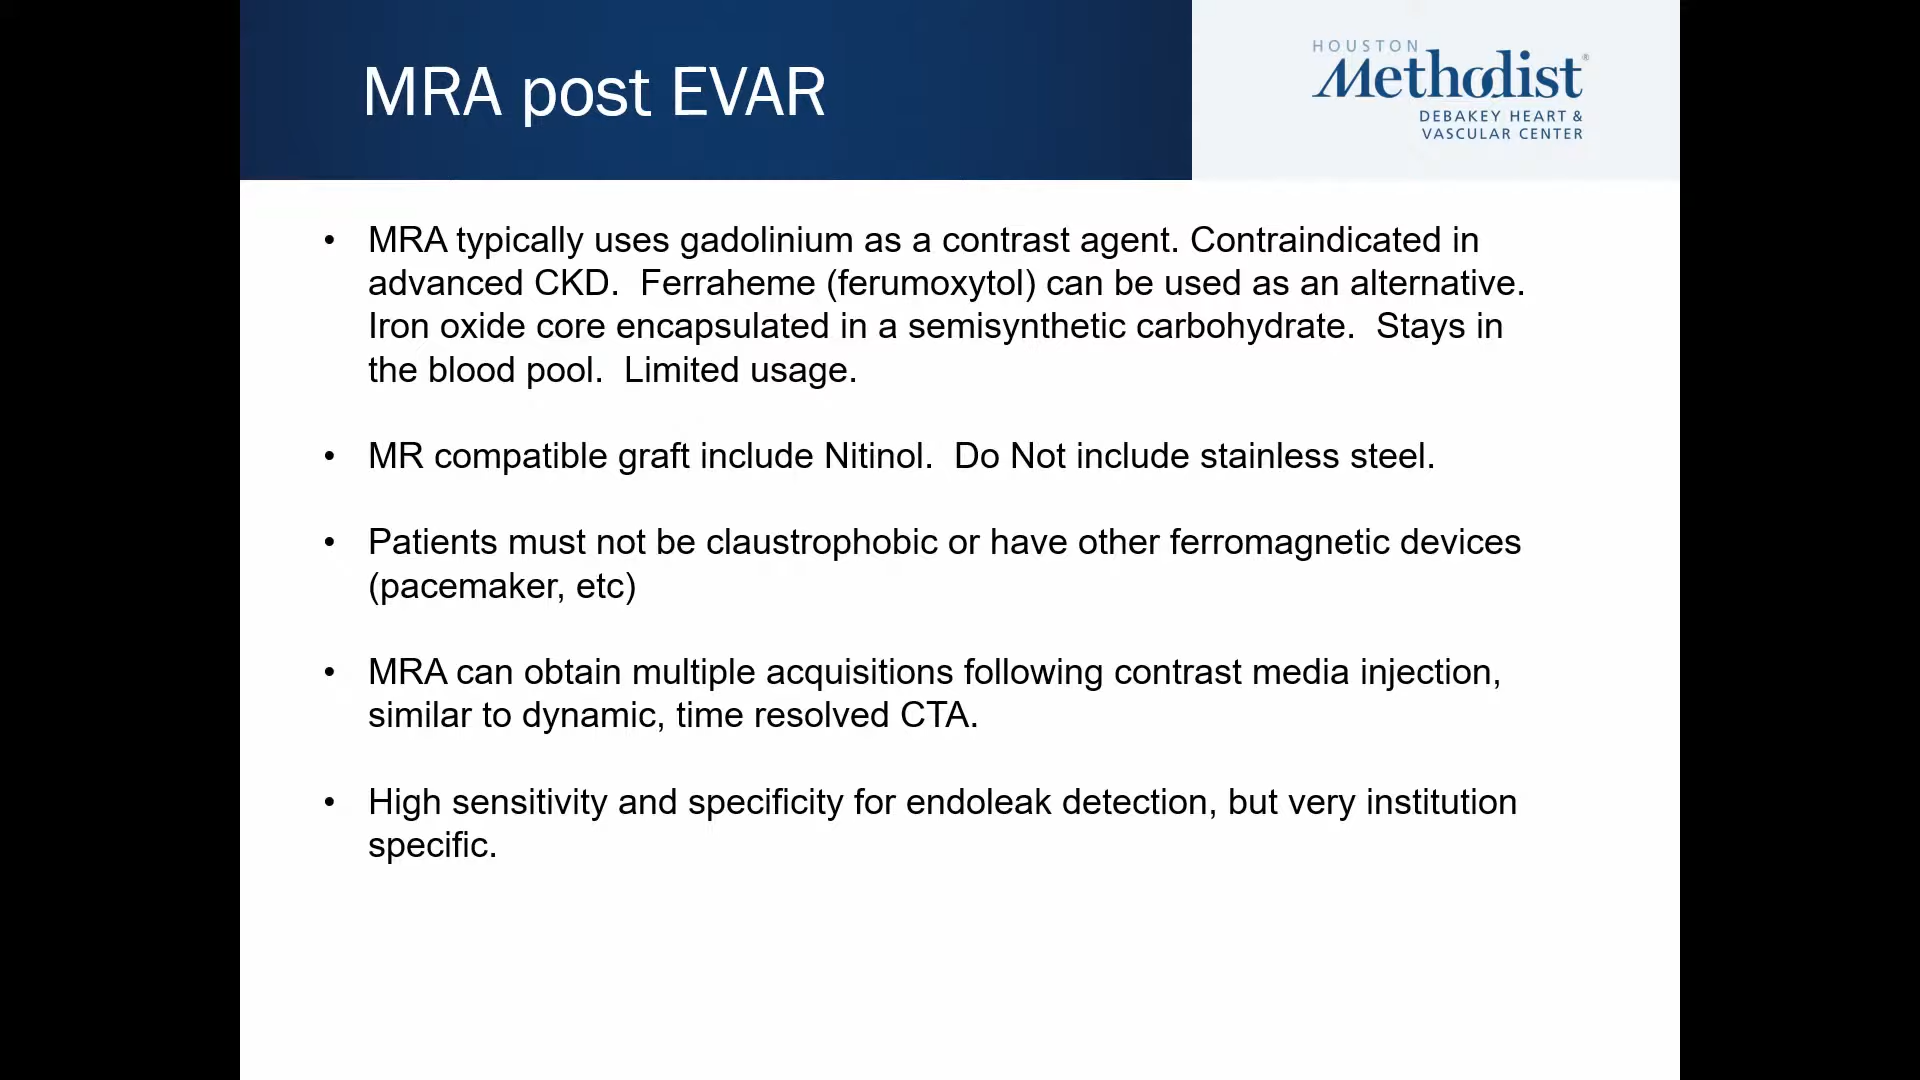 MRA post EVAR
HOUSTON
Methodist®
DEBAKEY HEART &
VASCULAR CENTER
• MRA typically uses gadolinium as a contrast agent. Contraindicated in
advanced CKD.  Ferraheme (ferumoxytol) can be used as an alternative.
Iron oxide core encapsulated in a semisynthetic carbohydrate.  Stays in
the blood pool.  Limited usage.
• MR compatible graft include Nitinol.  Do Not include stainless steel.
• Patients must not be claustrophobic or have other ferromagnetic devices
(pacemaker, etc)
• MRA can obtain multiple acquisitions following contrast media injection,
similar to dynamic, time resolved CTA.
• High sensitivity and specificity for endoleak detection, but very institution
specific.